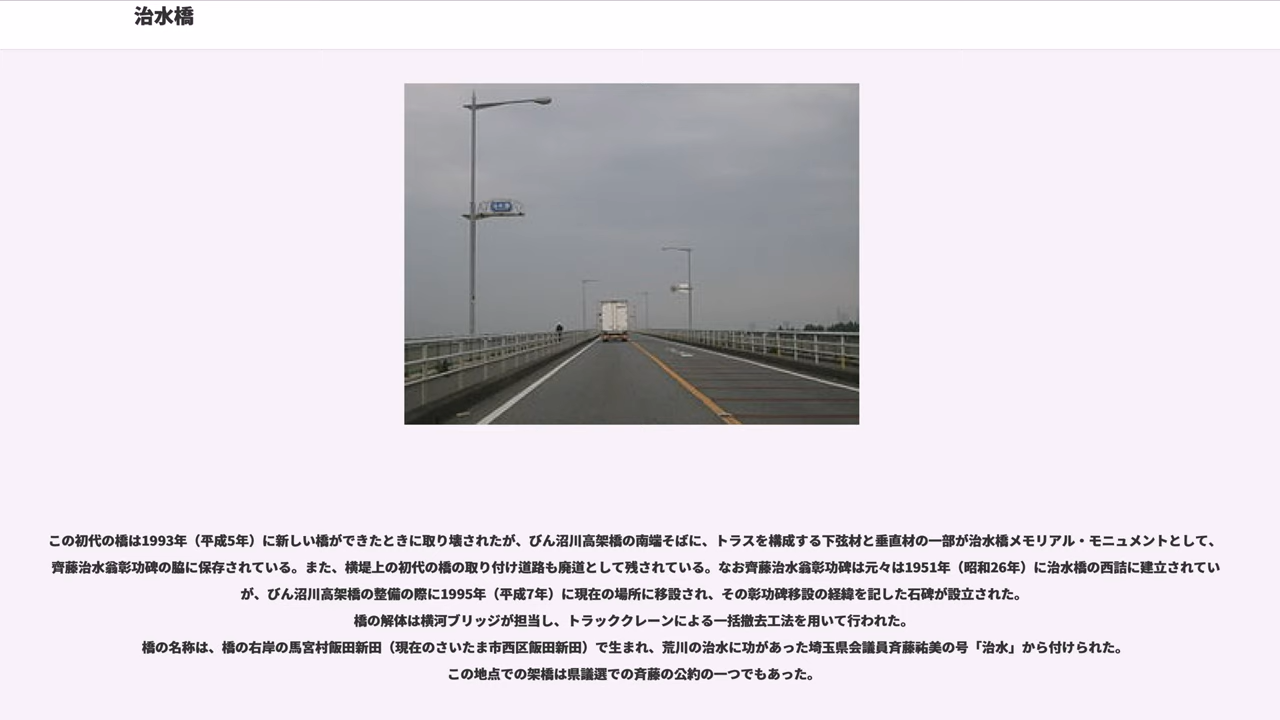 治水橋
この初代の橋は1993年（平成5年）に新しい橋ができたときに取り壊されたが、びん沼川高架橋の南端そばに、トラスを構成する下弦材と垂直材の一部が治水橋メモリアル・モニュメントとして、
齊藤治水翁彰功碑の脇に保存されている。また、横堤上の初代の橋の取り付け道路も廃道として残されている。なお齊藤治水翁彰功碑は元々は1951年（昭和26年）に治水橋の西詰に建立されてい
が、びん沼川高架橋の整備の際に1995年（平成7年）に現在の場所に移設され、その彰功碑移設の経緯を記した石碑が設立された。
橋の解体は横河ブリッジが担当し、トラッククレーンによる一括撤去工法を用いて行われた。
橋の名称は、橋の右岸の馬宮村飯田新田（現在のさいたま市西区飯田新田）で生まれ、荒川の治水に功があった埼玉県会議員斉藤祐美の号「治水」から付けられた。
この地点での架橋は県議選での斉藤の公約の一つでもあった。